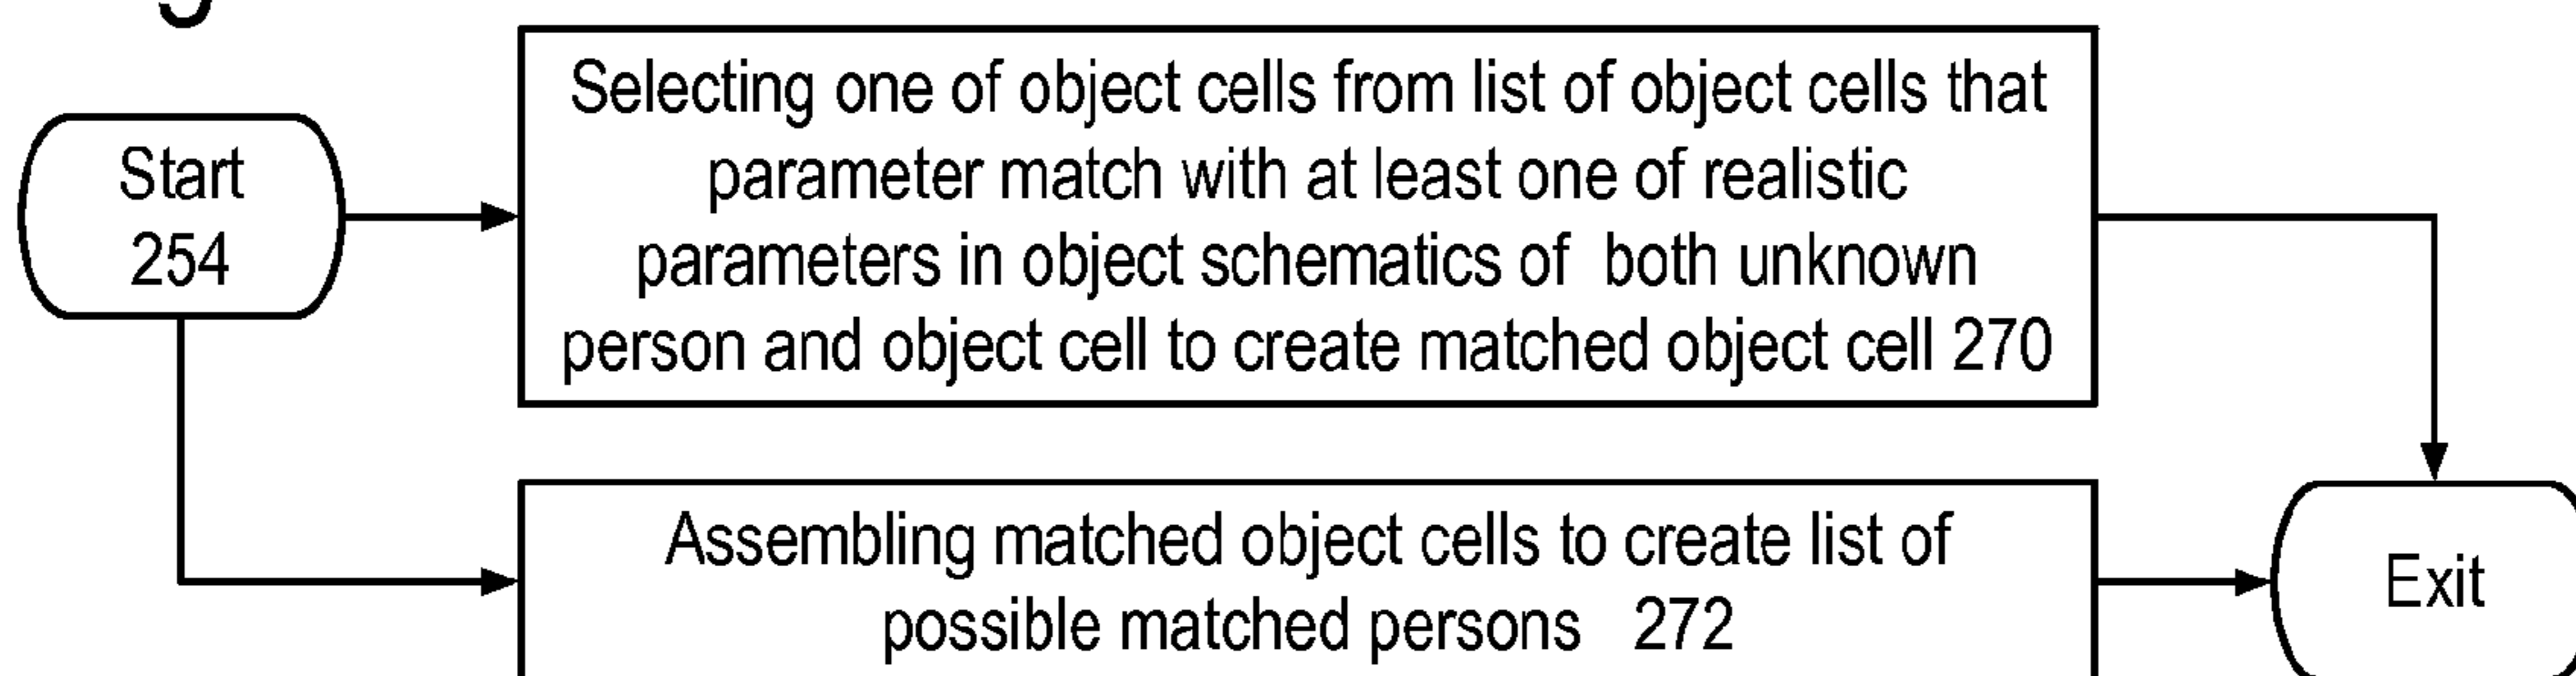 Start
254
Selecting one of object cells from list of object cells that
parameter match with at least one of realistic
parameters in object schematics of both unknown
person and object cell to create matched object cell 270
Assembling matched object cells to create list of
possible matched persons 272
Exit